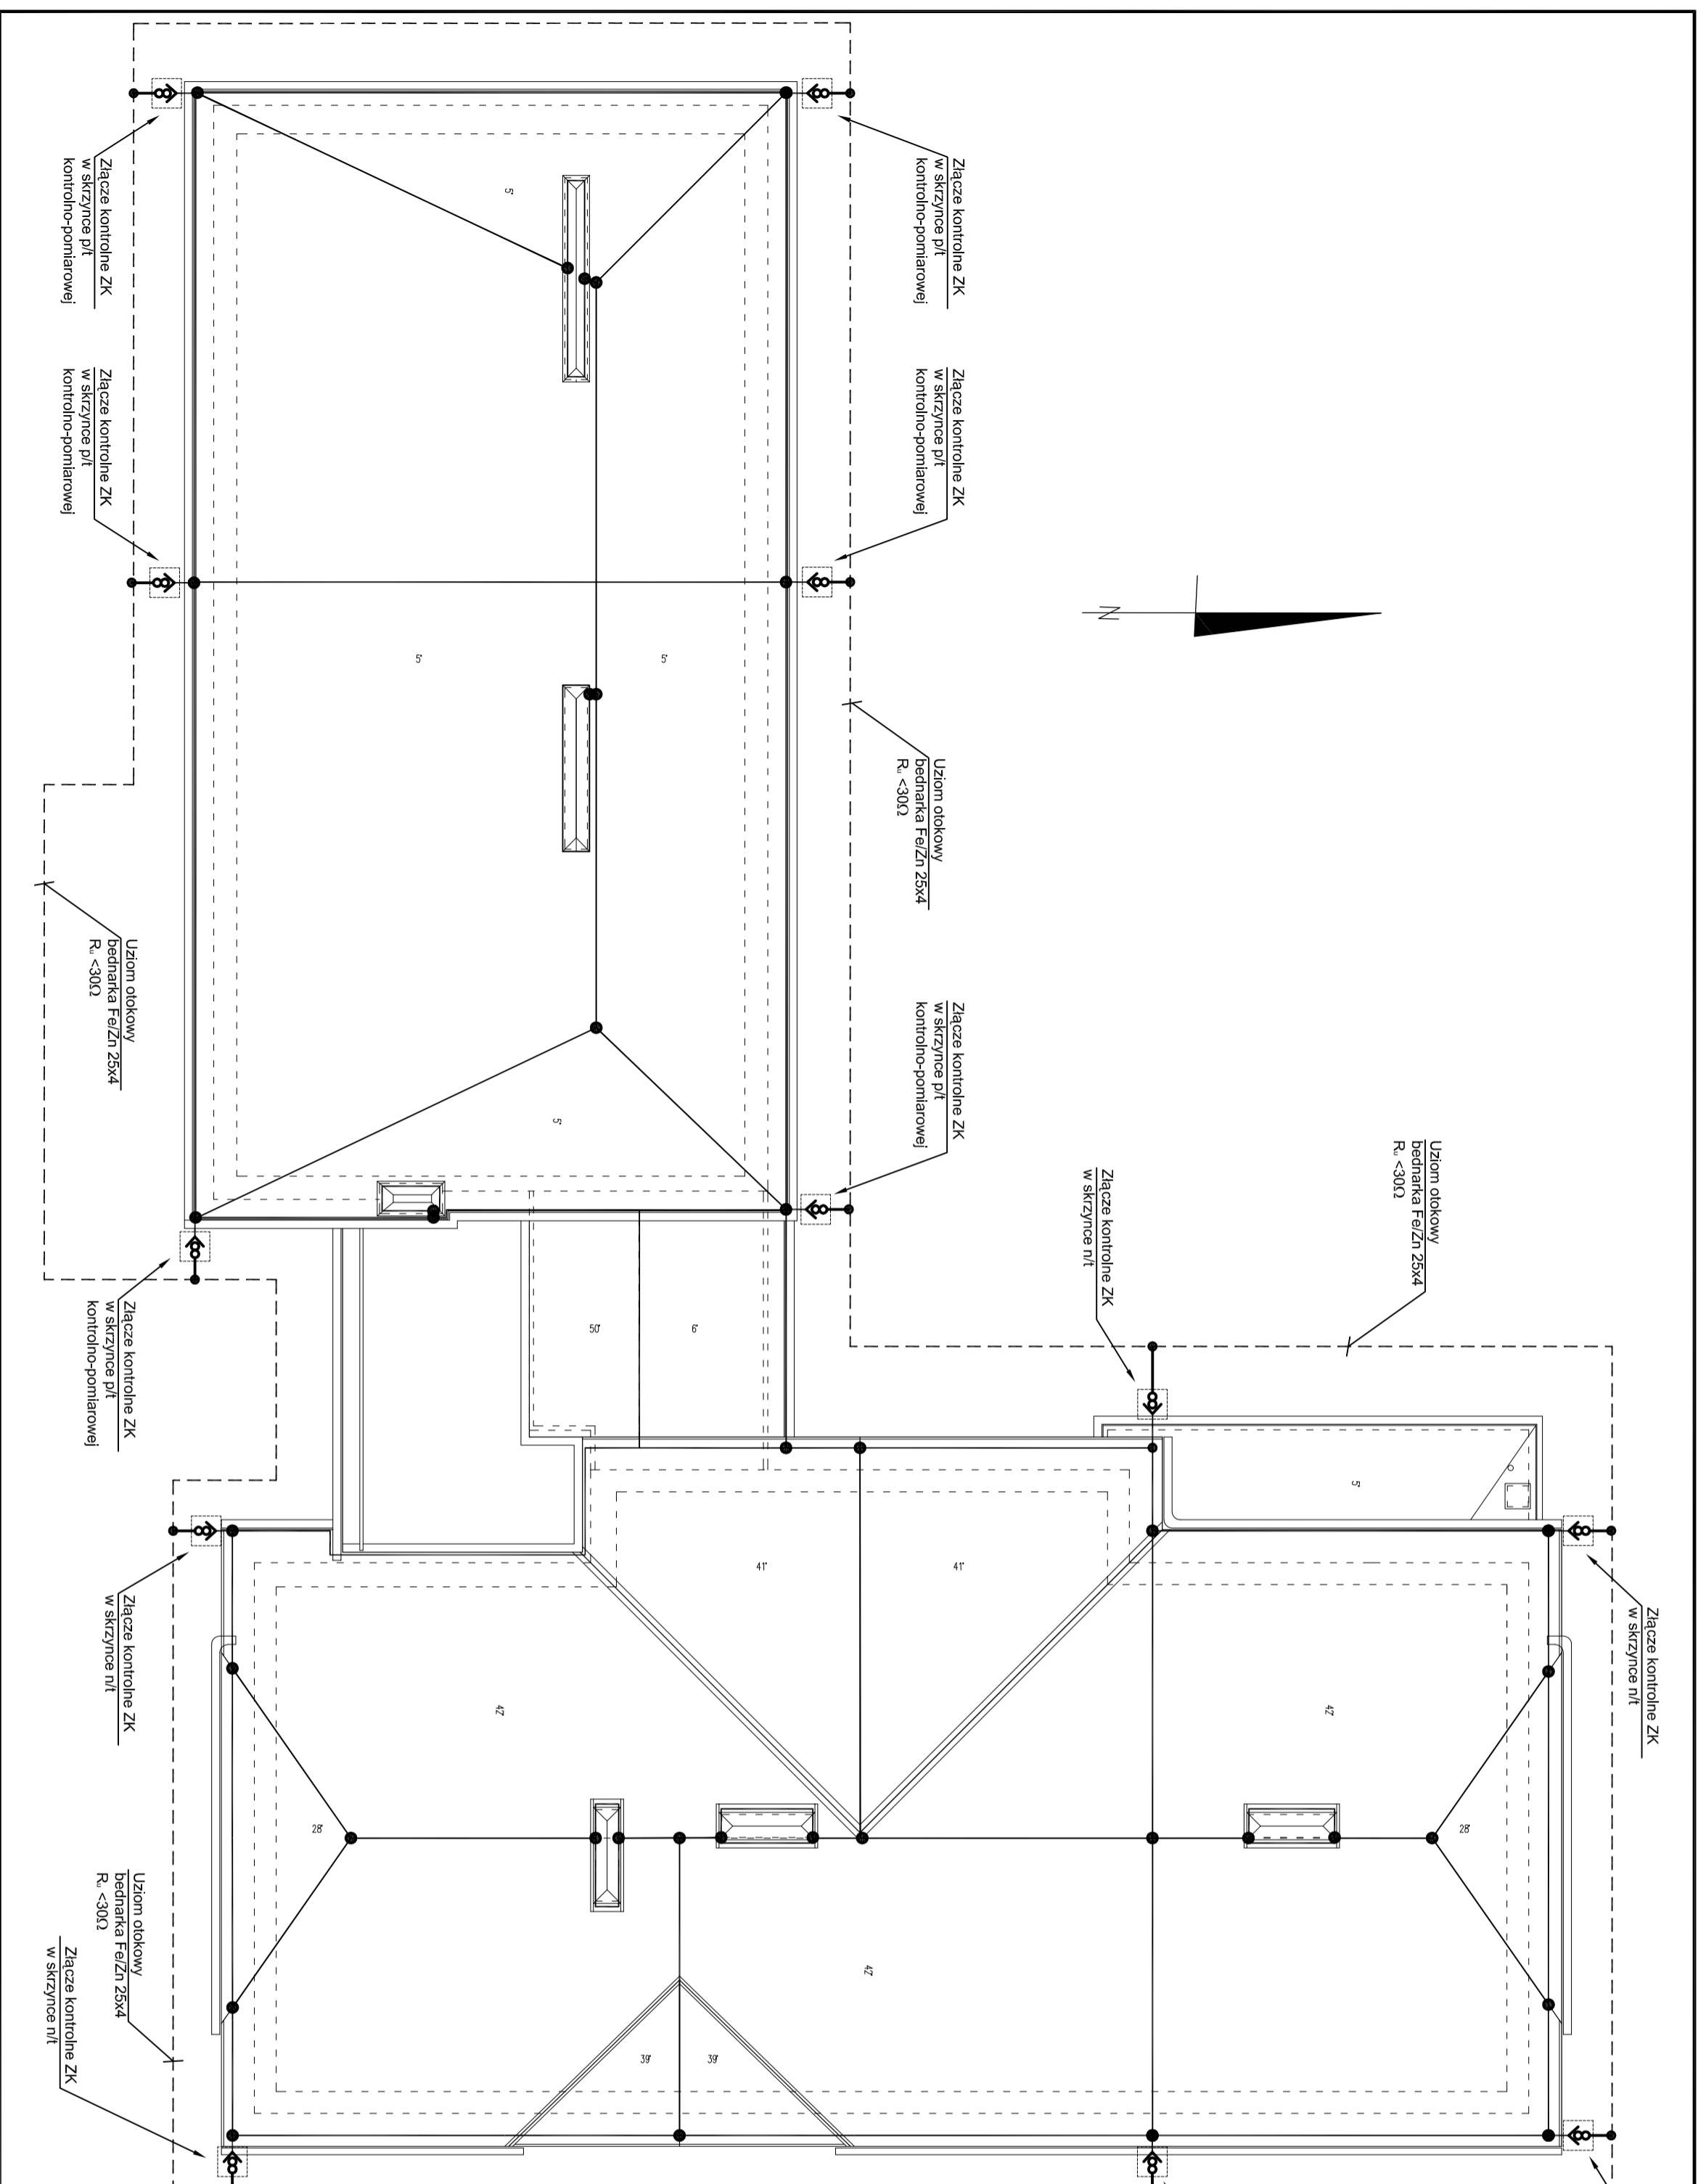 Złącze kontrolne ZK
w skrzynce p/t
kontrolno-pomiarowej
Złącze kontrolne ZK
w skrzynce p/t
kontrolno-pomiarowej
Złącze kontrolne ZK
w skrzynce p/t
kontrolno-pomiarowej
Złącze kontrolne ZK
w skrzynce p/t
kontrolno-pomiarowej
5°
N
5°
5°
Uziom otokowy
bednarka Fe/Zn 25x4
Ru <30Ω
Uziom otokowy
bednarka Fe/Zn 25x4
Ru <30Ω
Złącze kontrolne ZK
w skrzynce p/t
kontrolno-pomiarowej
5°
Uziom otokowy
bednarka Fe/Zn 25x4
Ru <30Ω
Złącze kontrolne ZK
w skrzynce n/t
Złącze kontrolne ZK
w skrzynce p/t
kontrolno-pomiarowej
50°
6°
5°
41°
41°
Złącze kontrolne ZK
w skrzynce n/t
Złącze kontrolne ZK
w skrzynce n/t
42°
42°
28°
28°
Uziom otokowy
bednarka Fe/Zn 25x4
Ru <30Ω
42°
Złącze kontrolne ZK
w skrzynce n/t
39°
39°